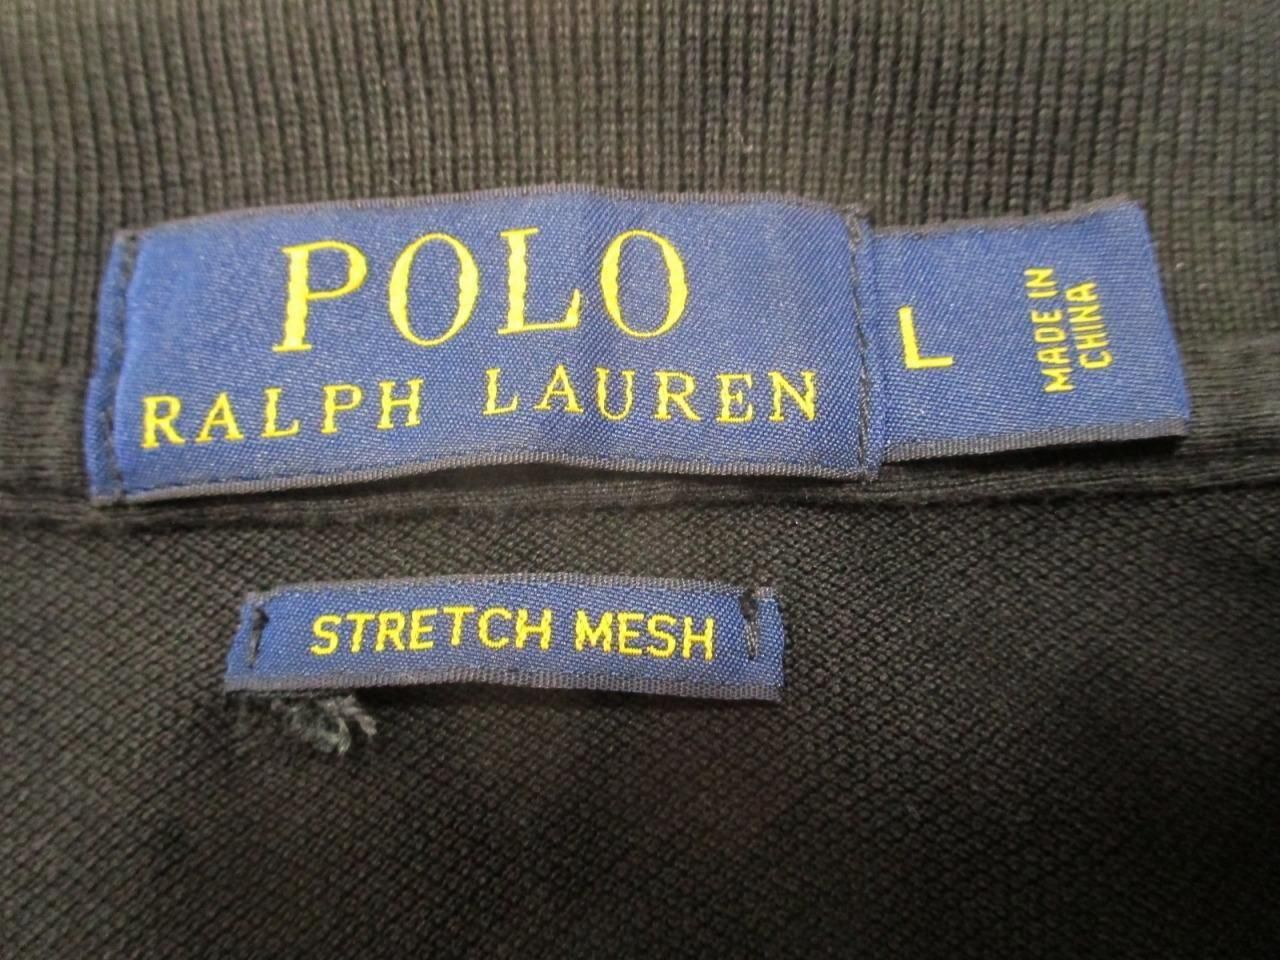 POLO
RALPH LAUREN
L
MADE IN
CHINA
STRETCH MESH